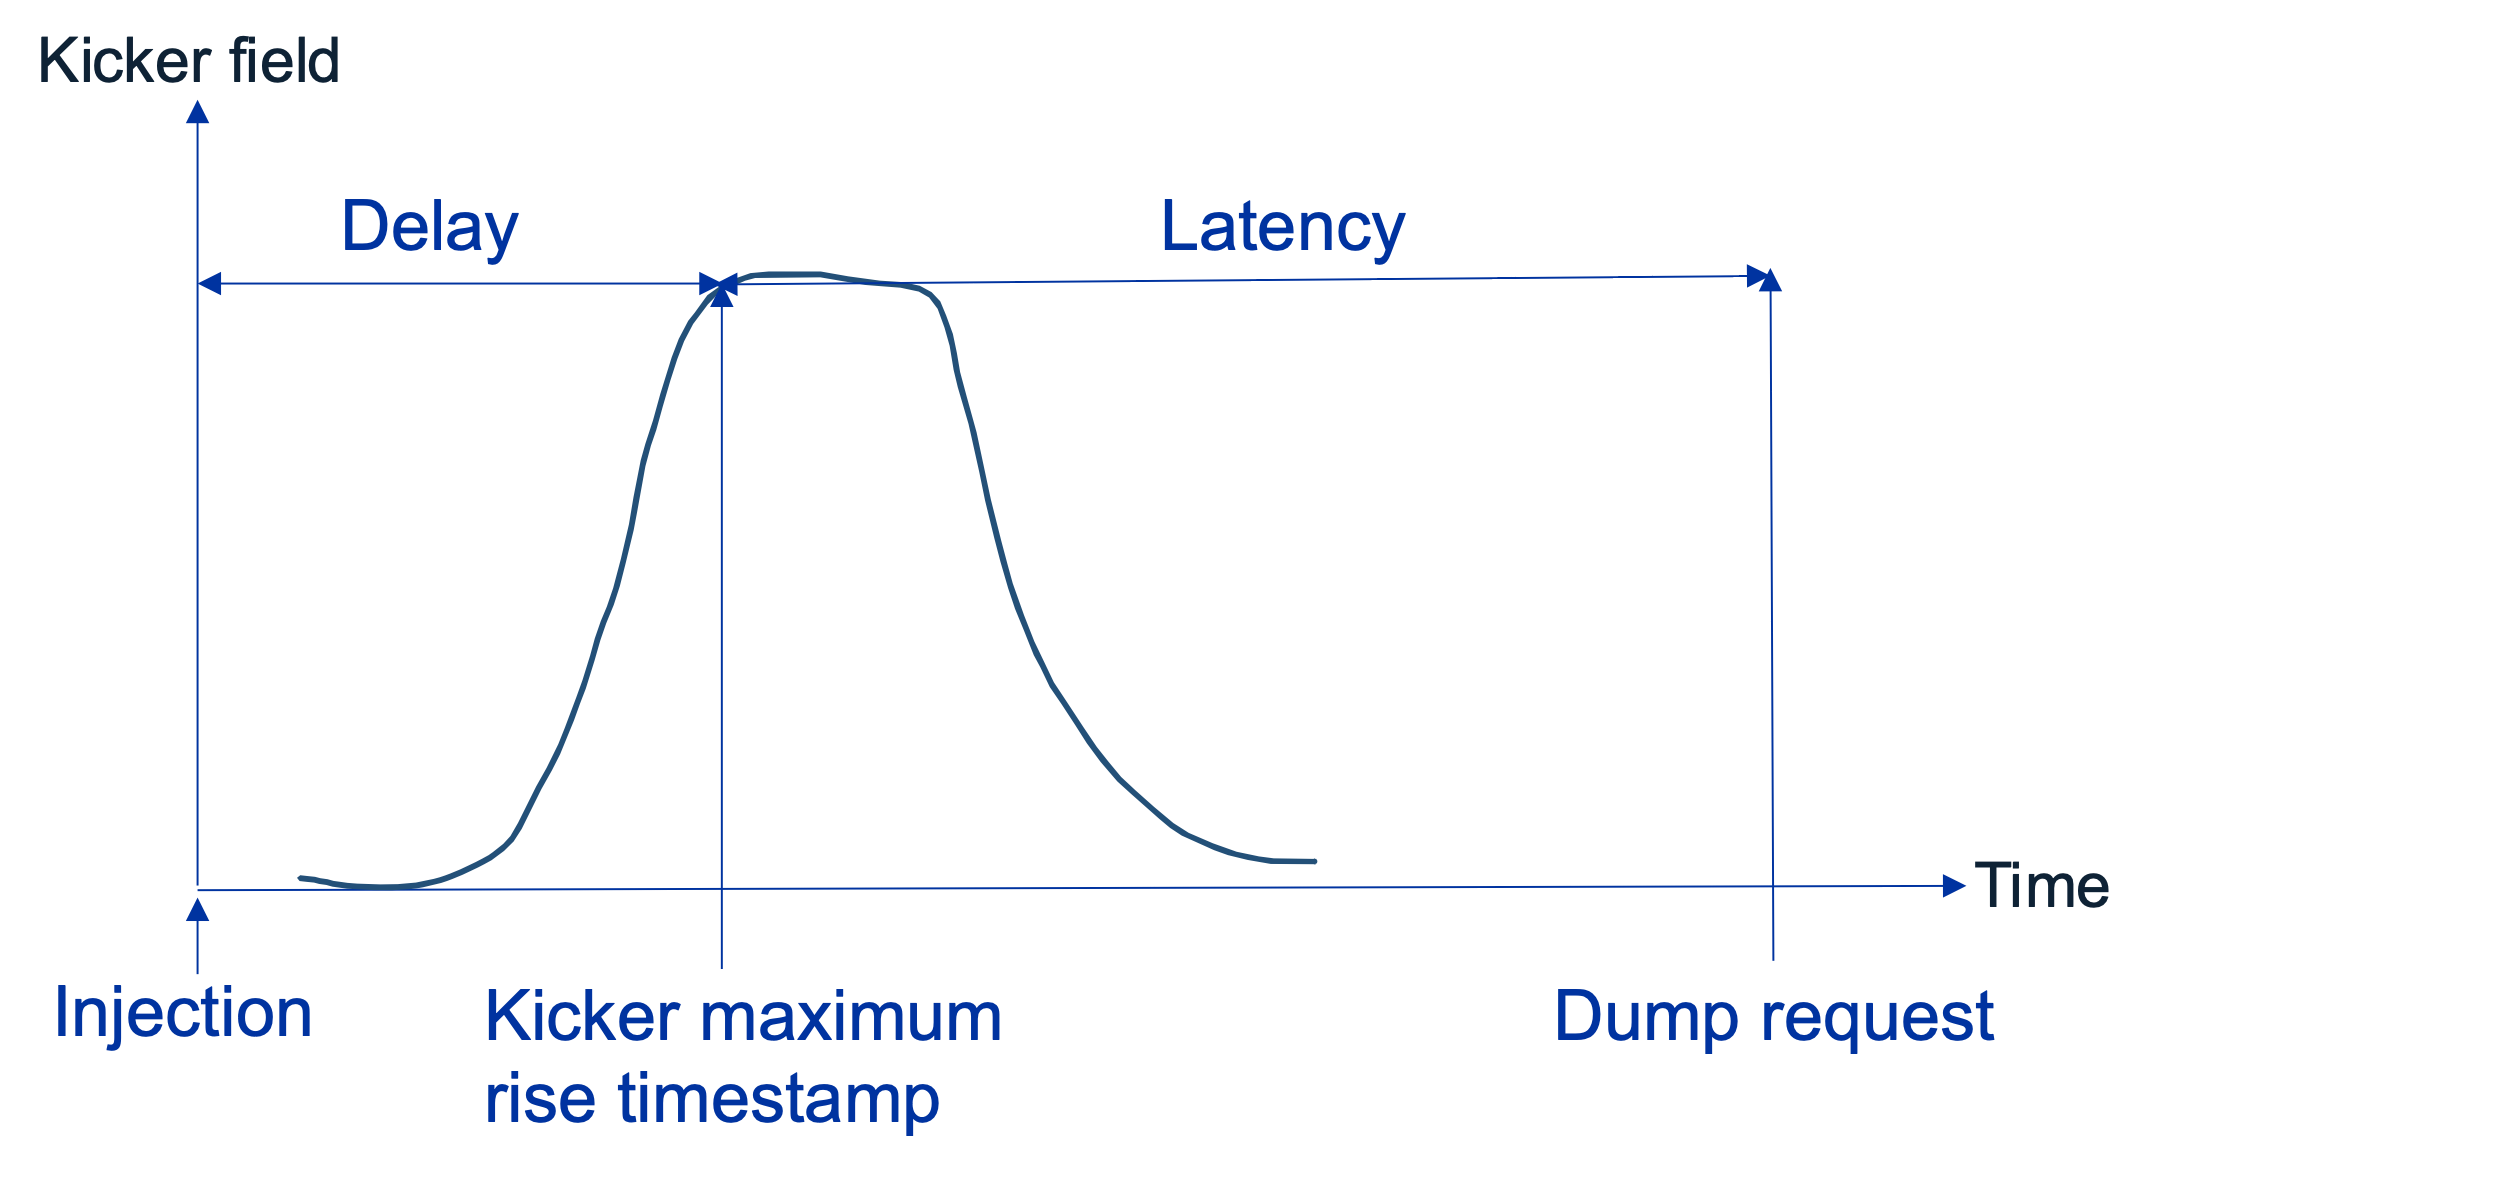 Kicker field
Delay
Latency
Time
Injection
Kicker maximum
rise timestamp
Dump request